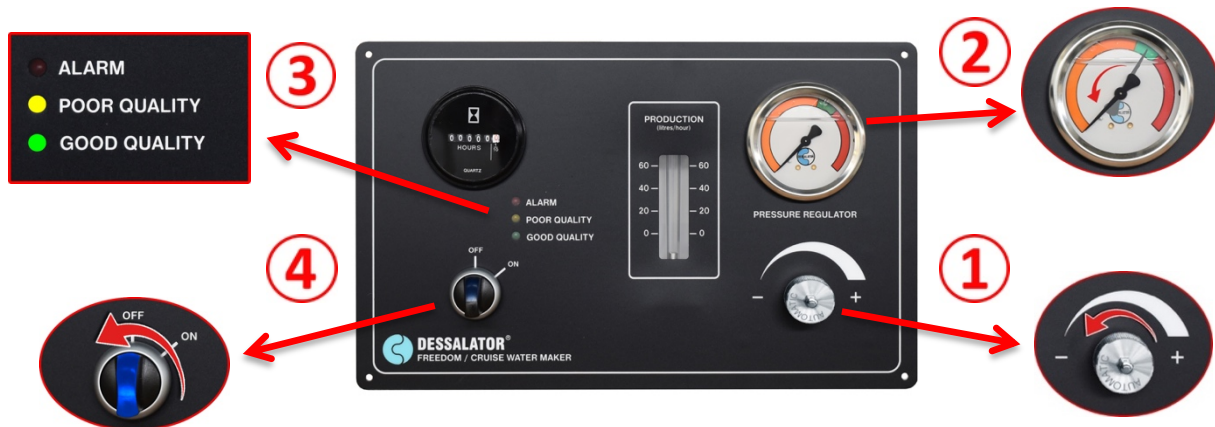 ALARM
POOR QUALITY
GOOD QUALITY
3
2
HOURS
QUARTZ
PRODUCTION
(litres/hour)
60 60
40 40
20 20
0 0
ALARM
POOR QUALITY
GOOD QUALITY
PRESSURE REGULATOR
4
OFF
ON
1
- +
AUTOMATIC
DESSALATOR®
FREEDOM / CRUISE WATER MAKER
OFF
ON
- +
AUTOMATIC